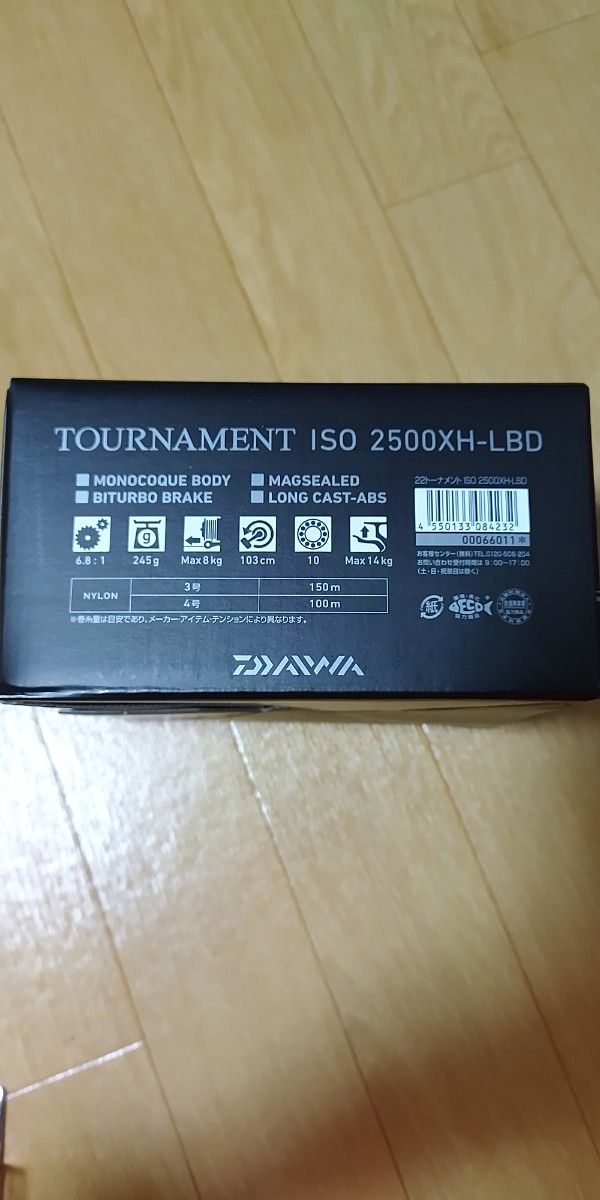 TOURNAMENT ISO 2500XH-LBD
MONOCOQUE BODY
MAGSEALED
BITURBO BRAKE
LONG CAST-ABS
22トーナメント ISO 2500XH-LBD
4 550133 084232
00066011*
お客様センター(無料)TEL.0120-506-204
お問い合わせ受付時間は 9:00〜17:00
(土・日・祝祭日は除く)
g
6.8:1
245g
Max8kg
103cm
10
Max14kg
NYLON
3号 150m
4号 100m
※巻糸量は目安であり、メーカー・アイテム・テンションにより異なります。
紙
ECO
DAIWA